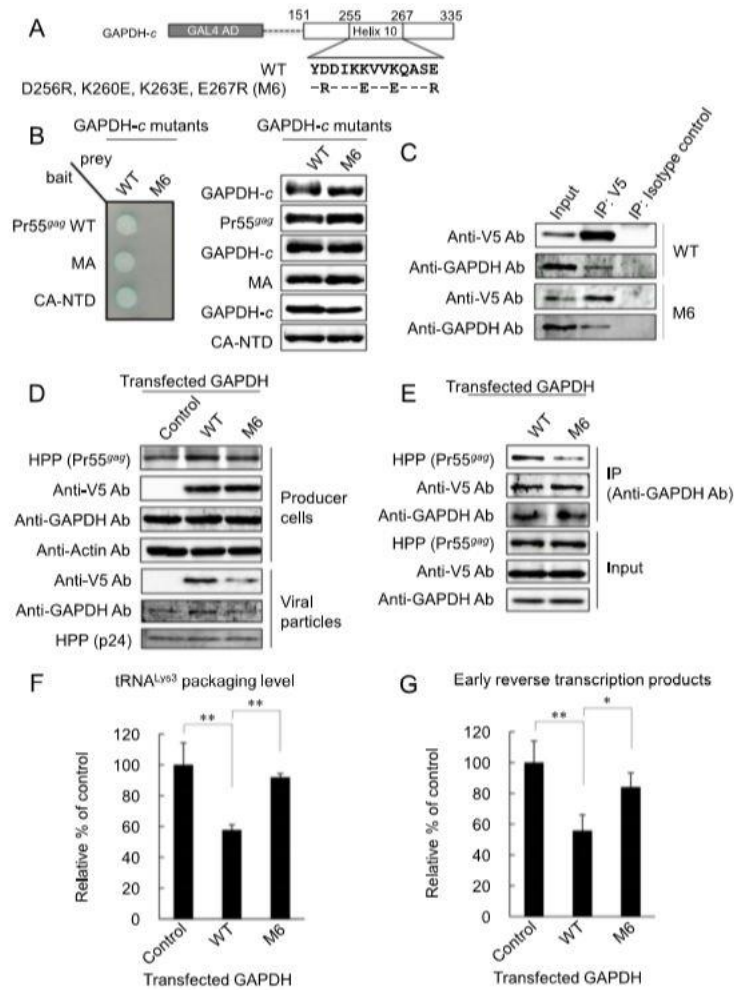 A
151 255 267 335
GAPDH-c GAL4 AD Helix 10
WT YDDIKKVVKQASE
D256R, K260E, K263E, E267R (M6) --R---E--E---R
B
GAPDH-c mutants
prey
bait
WT M6
Pr55gag WT
MA
CA-NTD
GAPDH-c mutants
WT M6
GAPDH-c
Pr55gag
GAPDH-c
MA
GAPDH-c
CA-NTD
C
Input IP: V5 IP: Isotype control
Anti-V5 Ab
Anti-GAPDH Ab
WT
Anti-V5 Ab
Anti-GAPDH Ab
M6
D
Transfected GAPDH
Control WT M6
HPP (Pr55gag)
Anti-V5 Ab
Anti-GAPDH Ab
Anti-Actin Ab
Producer
cells
Anti-V5 Ab
Anti-GAPDH Ab
HPP (p24)
Viral
particles
E
Transfected GAPDH
WT M6
HPP (Pr55gag)
Anti-V5 Ab
Anti-GAPDH Ab
IP
(Anti-GAPDH Ab)
HPP (Pr55gag)
Anti-V5 Ab
Anti-GAPDH Ab
Input
F
tRNALys3 packaging level
** **
Relative % of control
120
100
80
60
40
20
0
Control WT M6
Transfected GAPDH
G
Early reverse transcription products
** *
Relative % of control
120
100
80
60
40
20
0
Control WT M6
Transfected GAPDH